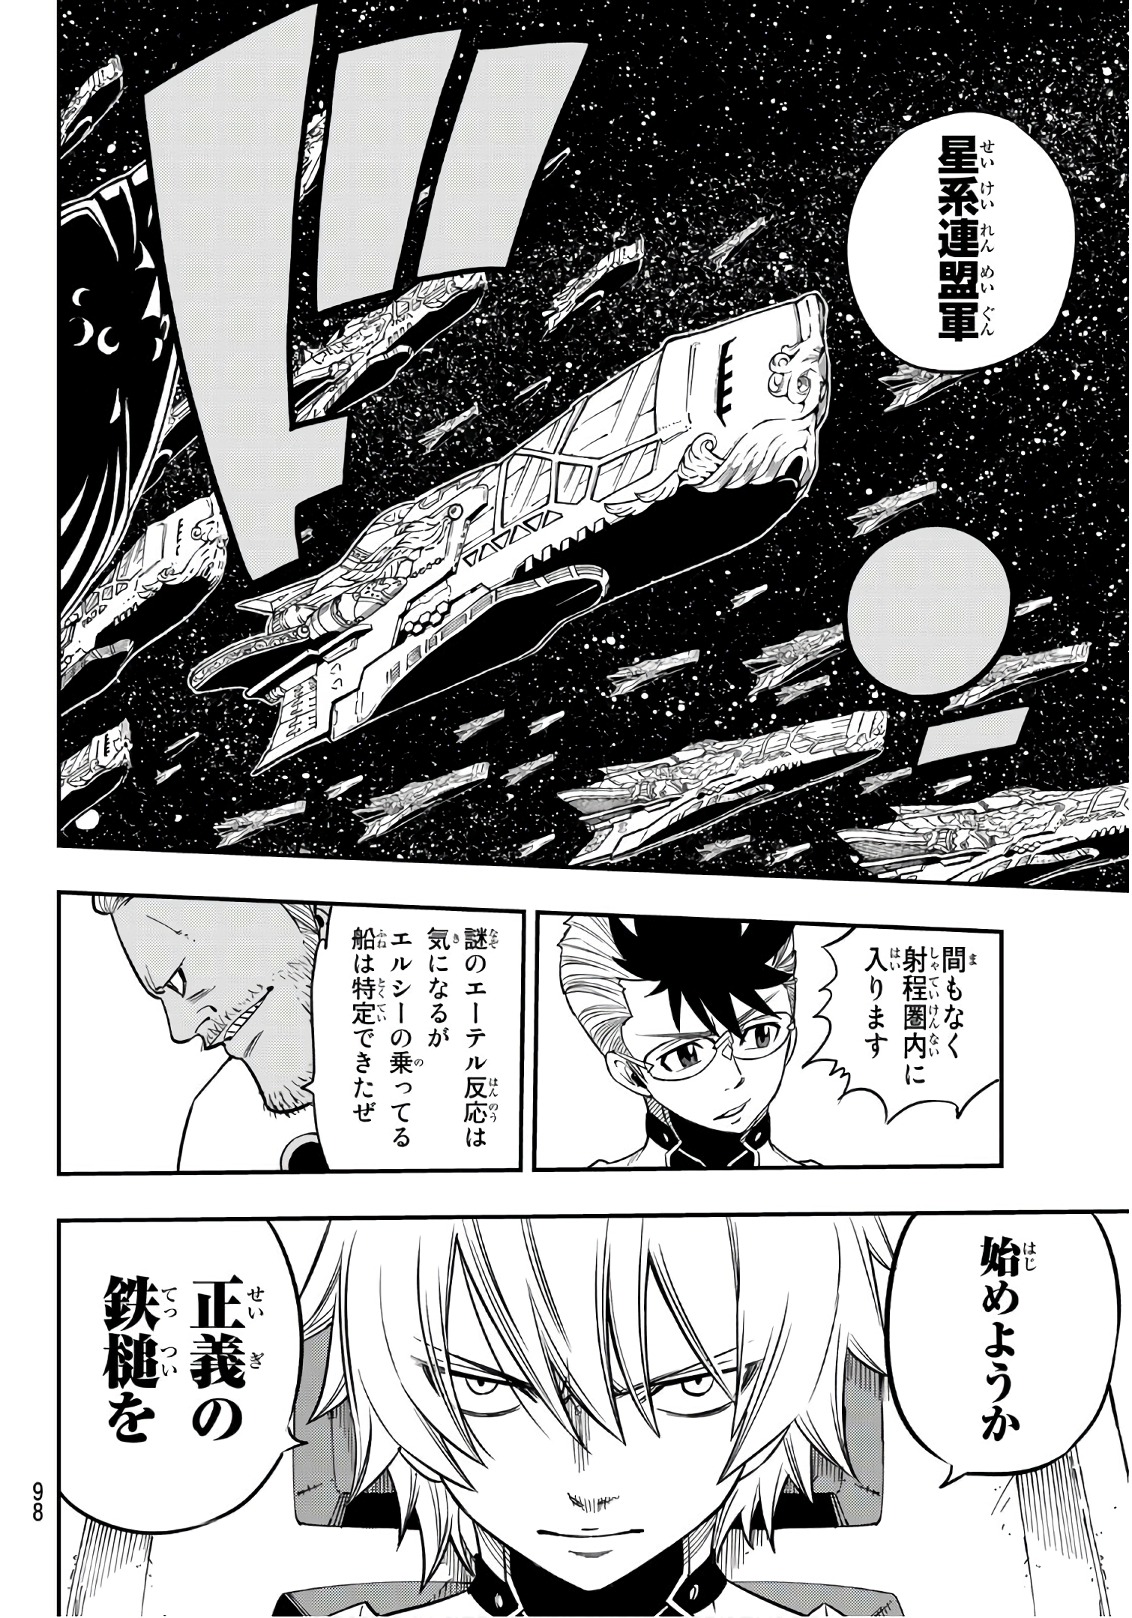 星系連盟軍
ドドドド
間もなく
射程圏内に
入ります
謎のエーテル反応は
気になるが
エルシーの乗ってる
船は特定できたぜ
始めようか
正義の
鉄槌を
98